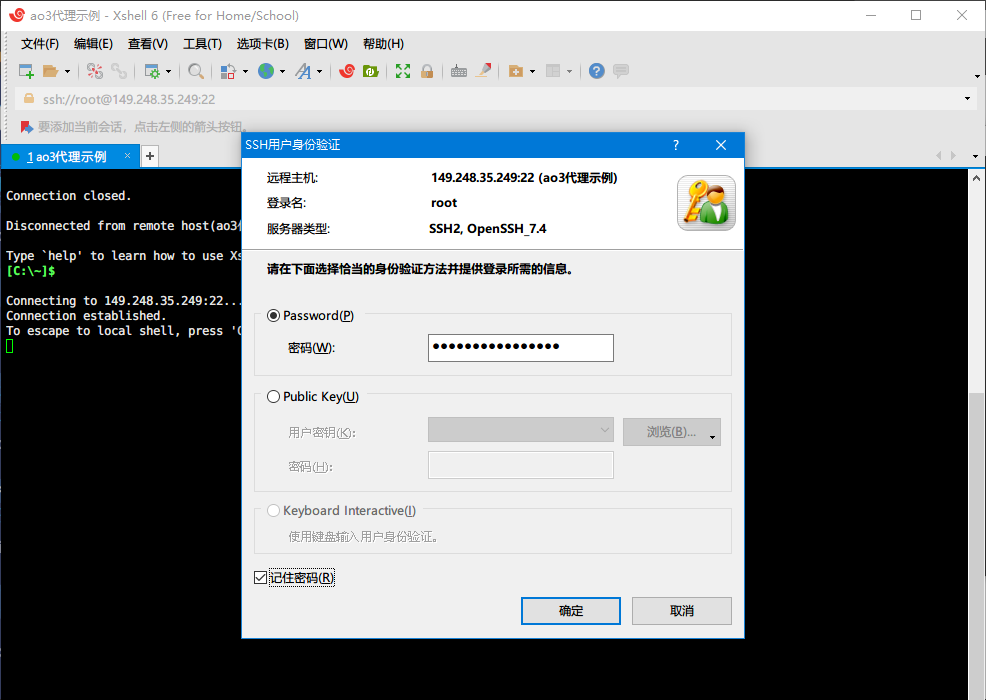 ao3代理示例 - Xshell 6 (Free for Home/School)
文件(F) 编辑(E) 查看(V) 工具(T) 选项卡(B) 窗口(W) 帮助(H)
ssh://root@149.248.35.249:22
要添加当前会话，点击左侧的箭头按钮。
1 ao3代理示例 × +
Connection closed.
Disconnected from remote host(ao3
Type `help' to learn how to use Xs
[C:\~]$
Connecting to 149.248.35.249:22...
Connection established.
To escape to local shell, press '
SSH用户身份验证 ?
远程主机: 149.248.35.249:22 (ao3代理示例)
登录名: root
服务器类型: SSH2, OpenSSH_7.4
请在下面选择恰当的身份验证方法并提供登录所需的信息。
Password(P)
密码(W): ●●●●●●●●●●●●●●●●
Public Key(U)
用户密钥(K): 浏览(B)...
密码(H):
Keyboard Interactive(I)
使用键盘输入用户身份验证。
记住密码(R)
确定 取消